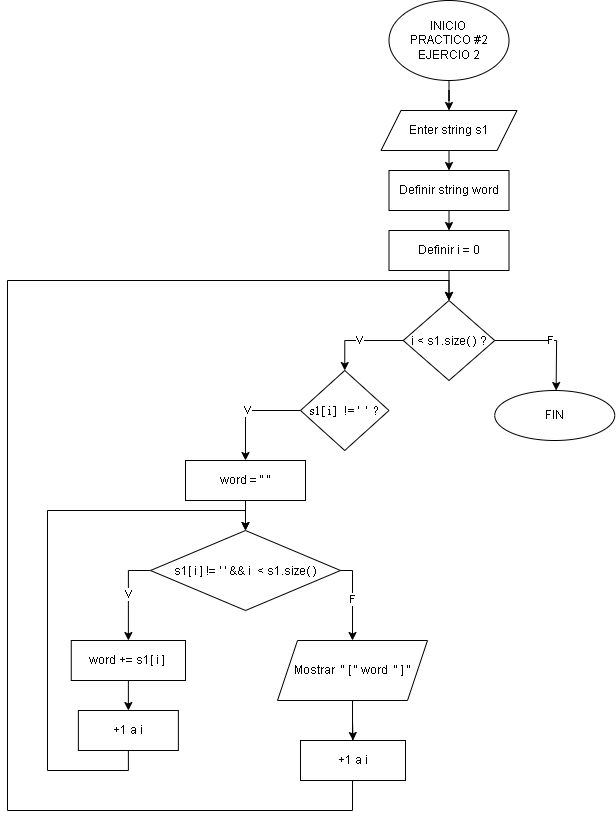 INICIO
PRACTICO #2
EJERCIO 2
Enter string s1
Definir string word
Definir i = 0
i < s1.size() ?
V
F
s1[i] != ' ' ?
FIN
V
word = " "
s1[i] != ' ' && i < s1.size()
V
F
word += s1[i]
Mostrar "[" word "]"
+1 a i
+1 a i